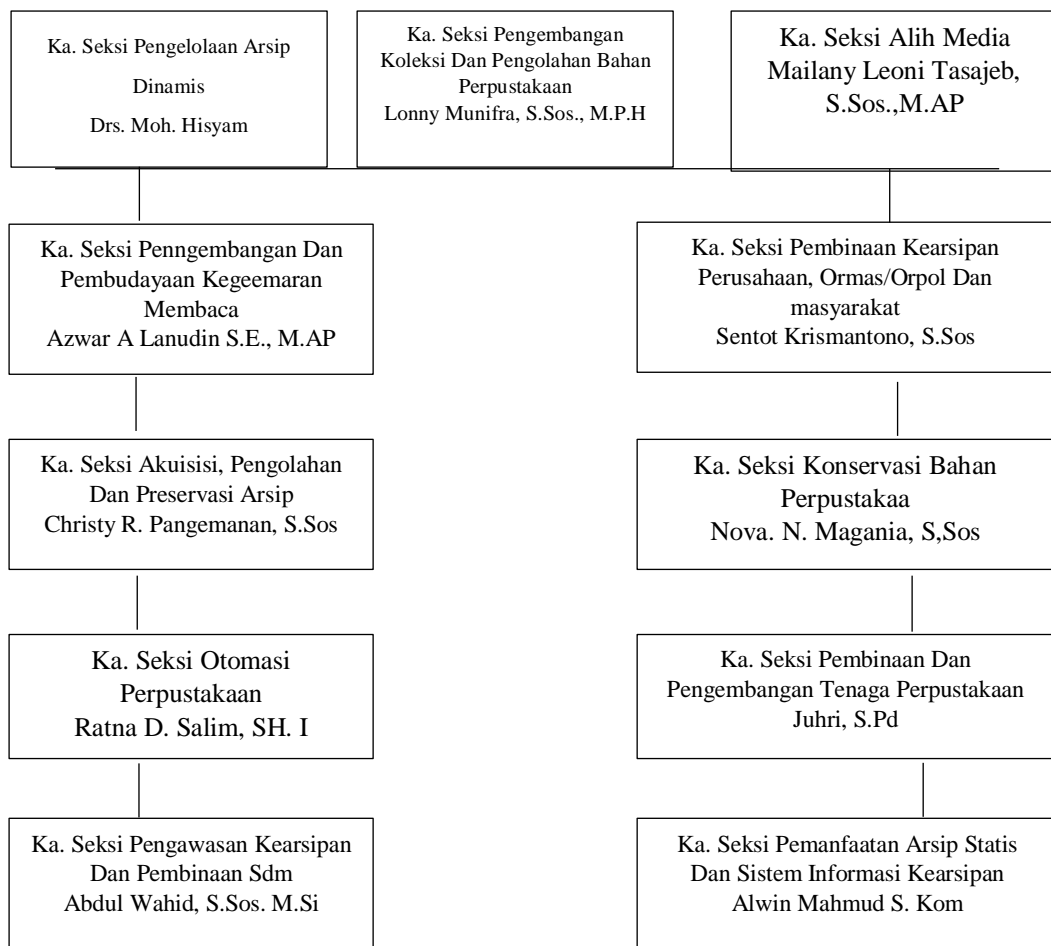 Ka. Seksi Pengelolaan Arsip
Dinamis
Drs. Moh. Hisyam
Ka. Seksi Pengembangan
Koleksi Dan Pengolahan Bahan
Perpustakaan
Lonny Munifra, S.Sos., M.P.H
Ka. Seksi Alih Media
Mailany Leoni Tasajeb,
S.Sos.,M.AP
Ka. Seksi Penngembangan Dan
Pembudayaan Kegeemaran
Membaca
Azwar A Lanudin S.E., M.AP
Ka. Seksi Pembinaan Kearsipan
Perusahaan, Ormas/Orpol Dan
masyarakat
Sentot Krismantono, S.Sos
Ka. Seksi Akuisisi, Pengolahan
Dan Preservasi Arsip
Christy R. Pangemanan, S.Sos
Ka. Seksi Konservasi Bahan
Perpustakaa
Nova. N. Magania, S,Sos
Ka. Seksi Otomasi
Perpustakaan
Ratna D. Salim, SH. I
Ka. Seksi Pembinaan Dan
Pengembangan Tenaga Perpustakaan
Juhri, S.Pd
Ka. Seksi Pengawasan Kearsipan
Dan Pembinaan Sdm
Abdul Wahid, S.Sos. M.Si
Ka. Seksi Pemanfaatan Arsip Statis
Dan Sistem Informasi Kearsipan
Alwin Mahmud S. Kom